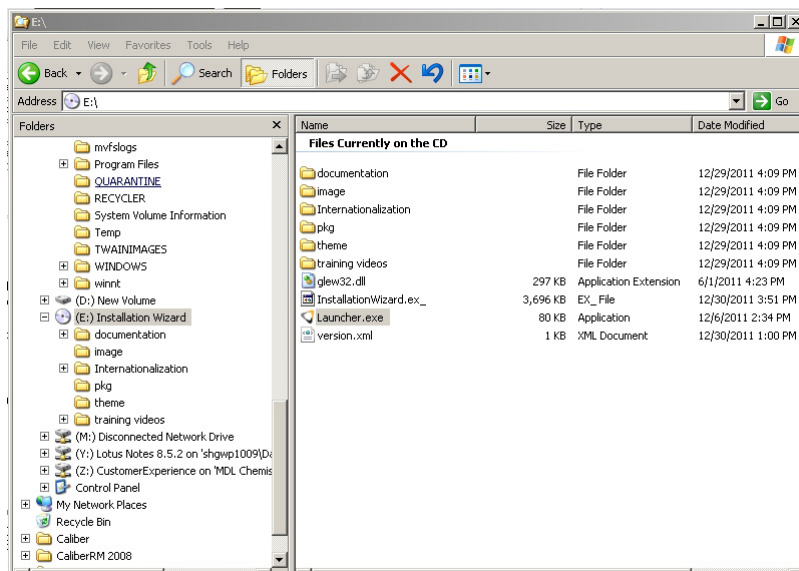 E:\
File Edit View Favorites Tools Help
Back Search Folders
Address E:\ Go
Folders
mvfslogs
Program Files
QUARANTINE
RECYCLER
System Volume Information
Temp
TWAINIMAGES
WINDOWS
winnt
(D:) New Volume
(E:) Installation Wizard
documentation
image
Internationalization
pkg
theme
training videos
(M:) Disconnected Network Drive
(Y:) Lotus Notes 8.5.2 on 'shgwp1009\Da
(Z:) CustomerExperience on 'MDL Chemis
Control Panel
My Network Places
Recycle Bin
Caliber
CaliberRM 2008
Name Size Type Date Modified
Files Currently on the CD
documentation File Folder 12/29/2011 4:09 PM
image File Folder 12/29/2011 4:09 PM
Internationalization File Folder 12/29/2011 4:09 PM
pkg File Folder 12/29/2011 4:09 PM
theme File Folder 12/29/2011 4:09 PM
training videos File Folder 12/29/2011 4:09 PM
glew32.dll 297 KB Application Extension 6/1/2011 4:23 PM
InstallationWizard.ex_ 3,696 KB EX_ File 12/30/2011 3:51 PM
Launcher.exe 80 KB Application 12/6/2011 2:34 PM
version.xml 1 KB XML Document 12/30/2011 1:00 PM